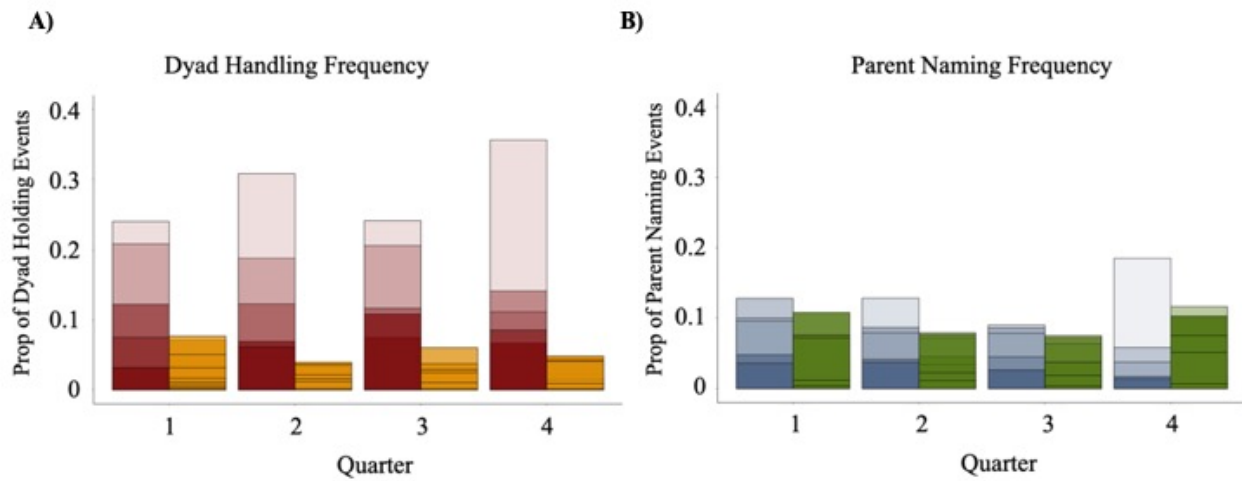 A)
Dyad Handling Frequency
Prop of Dyad Holding Events
0.4
0.3
0.2
0.1
0
1 2 3 4
Quarter
B)
Parent Naming Frequency
Prop of Parent Naming Events
0.4
0.3
0.2
0.1
0
1 2 3 4
Quarter